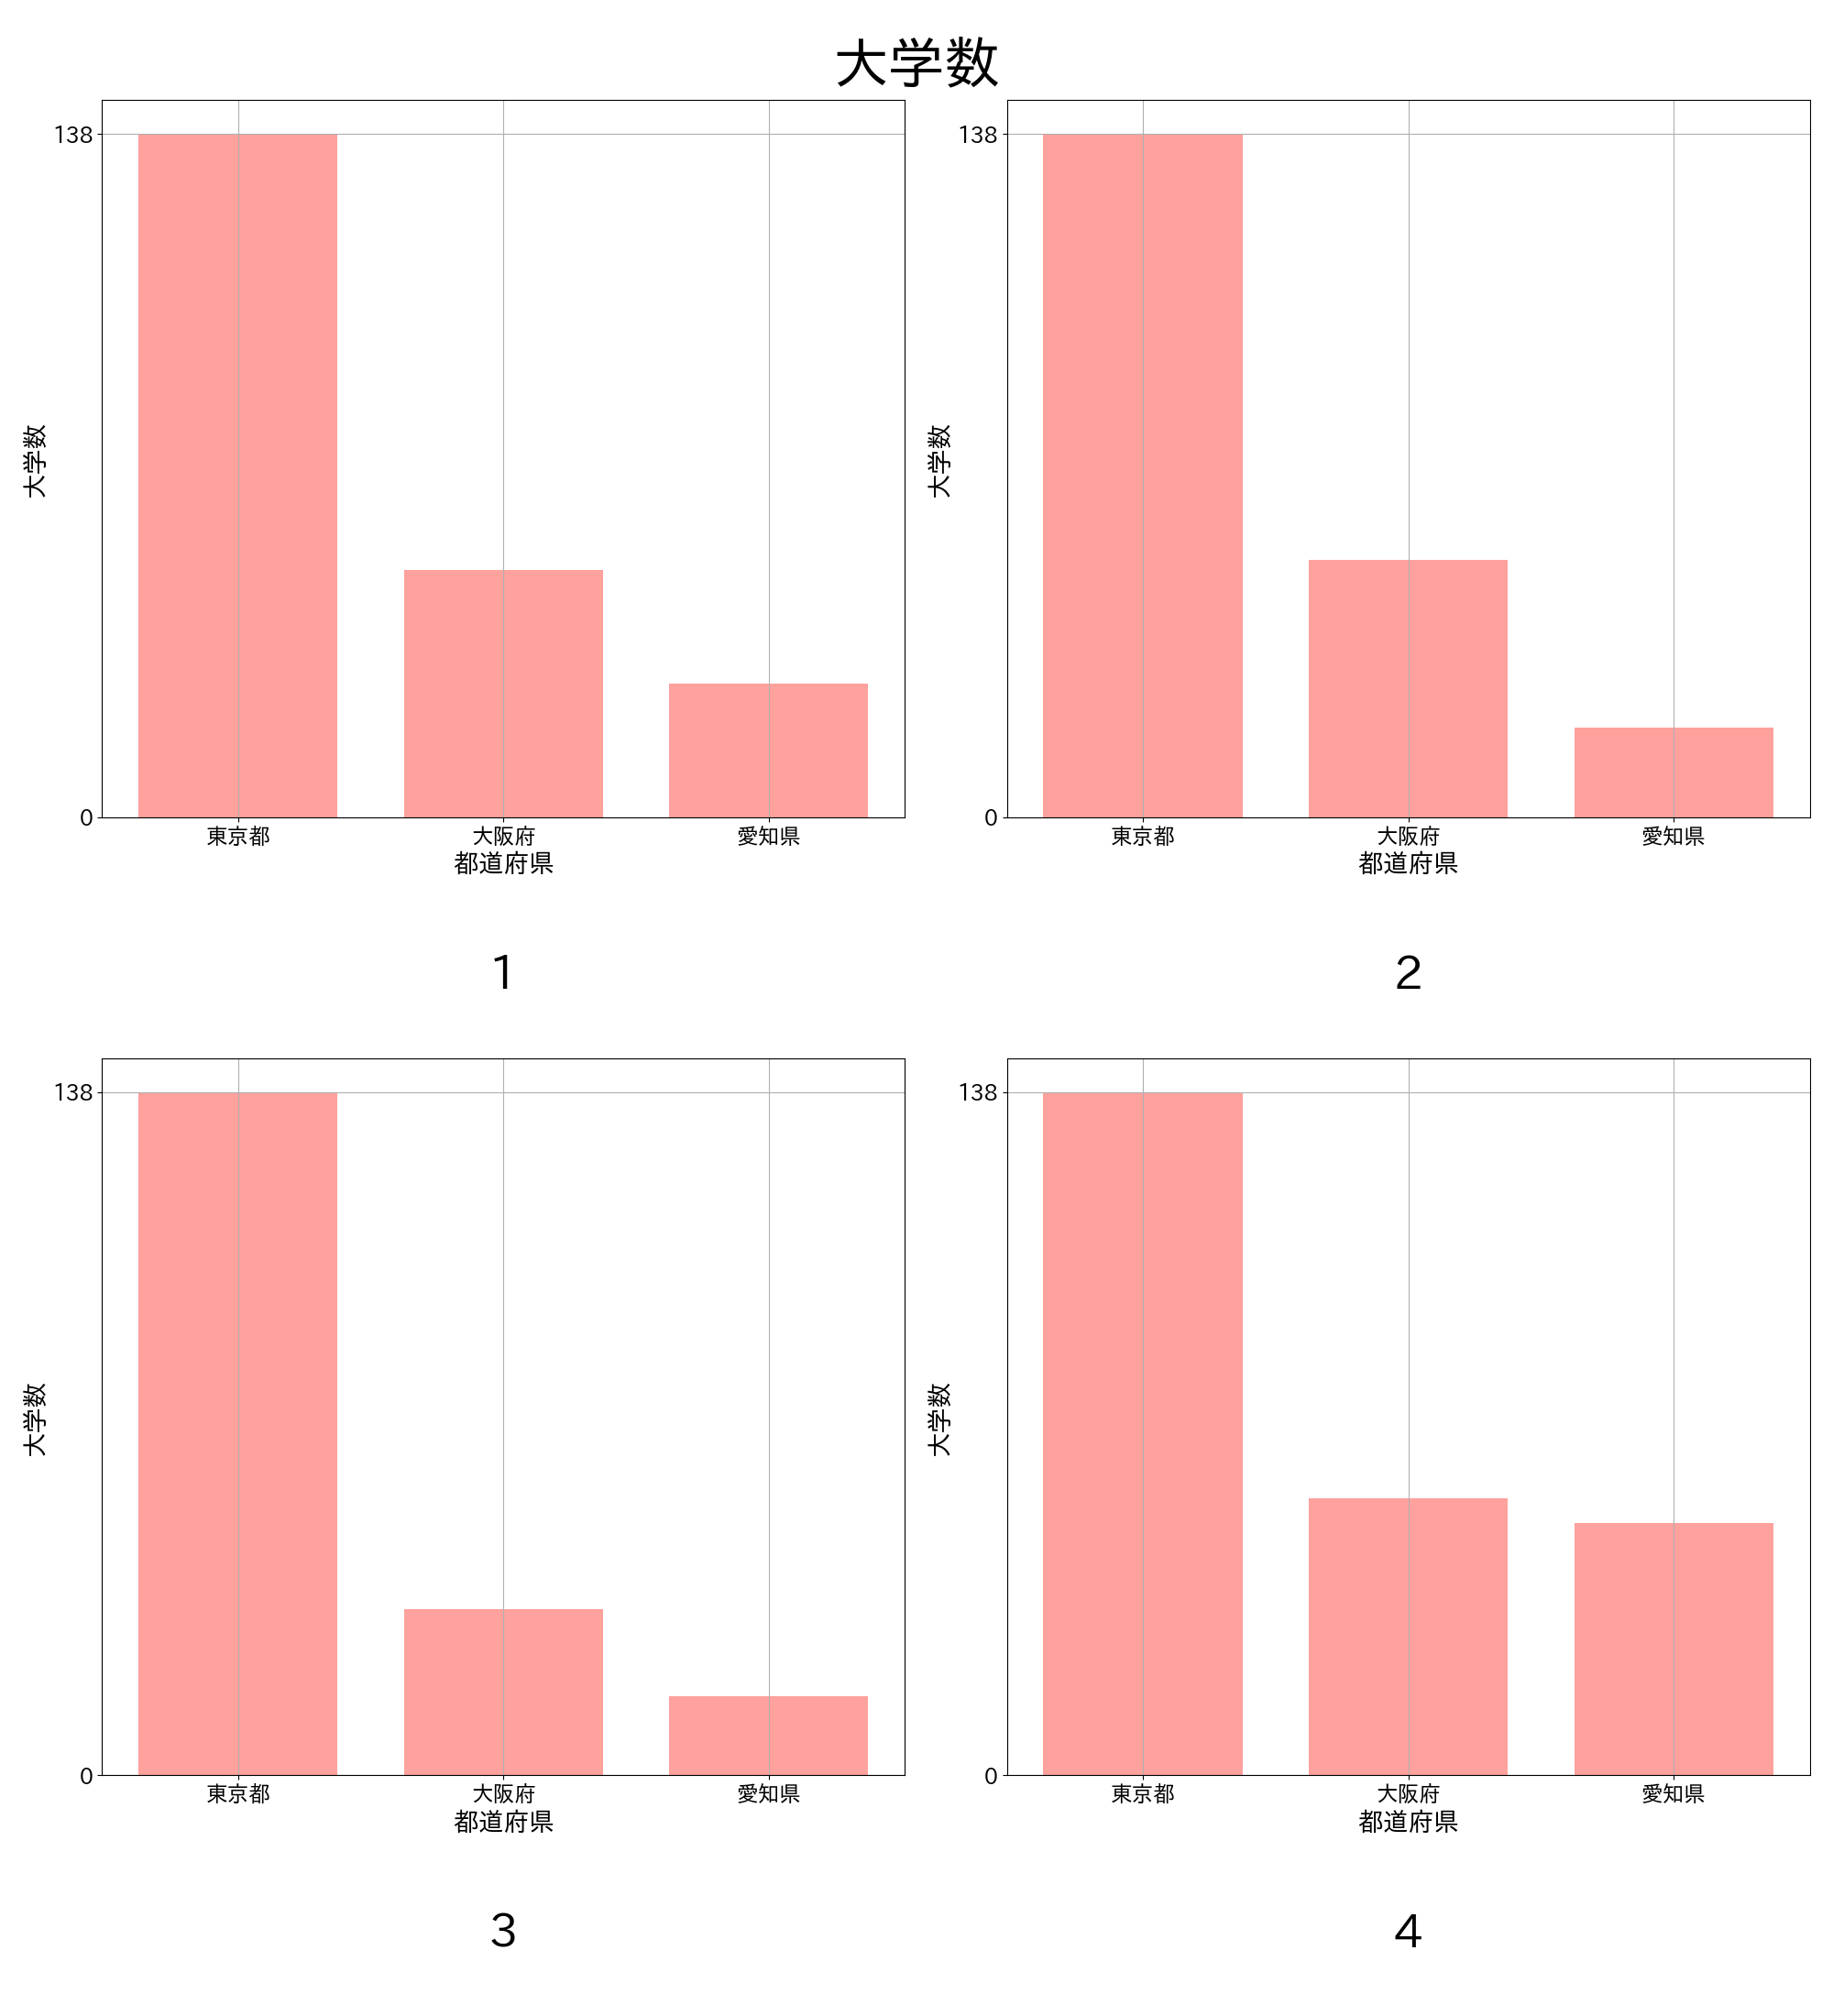 大学数
138
0
大学数
東京都 大阪府 愛知県
都道府県
1
138
0
大学数
東京都 大阪府 愛知県
都道府県
2
138
0
大学数
東京都 大阪府 愛知県
都道府県
3
138
0
大学数
東京都 大阪府 愛知県
都道府県
4